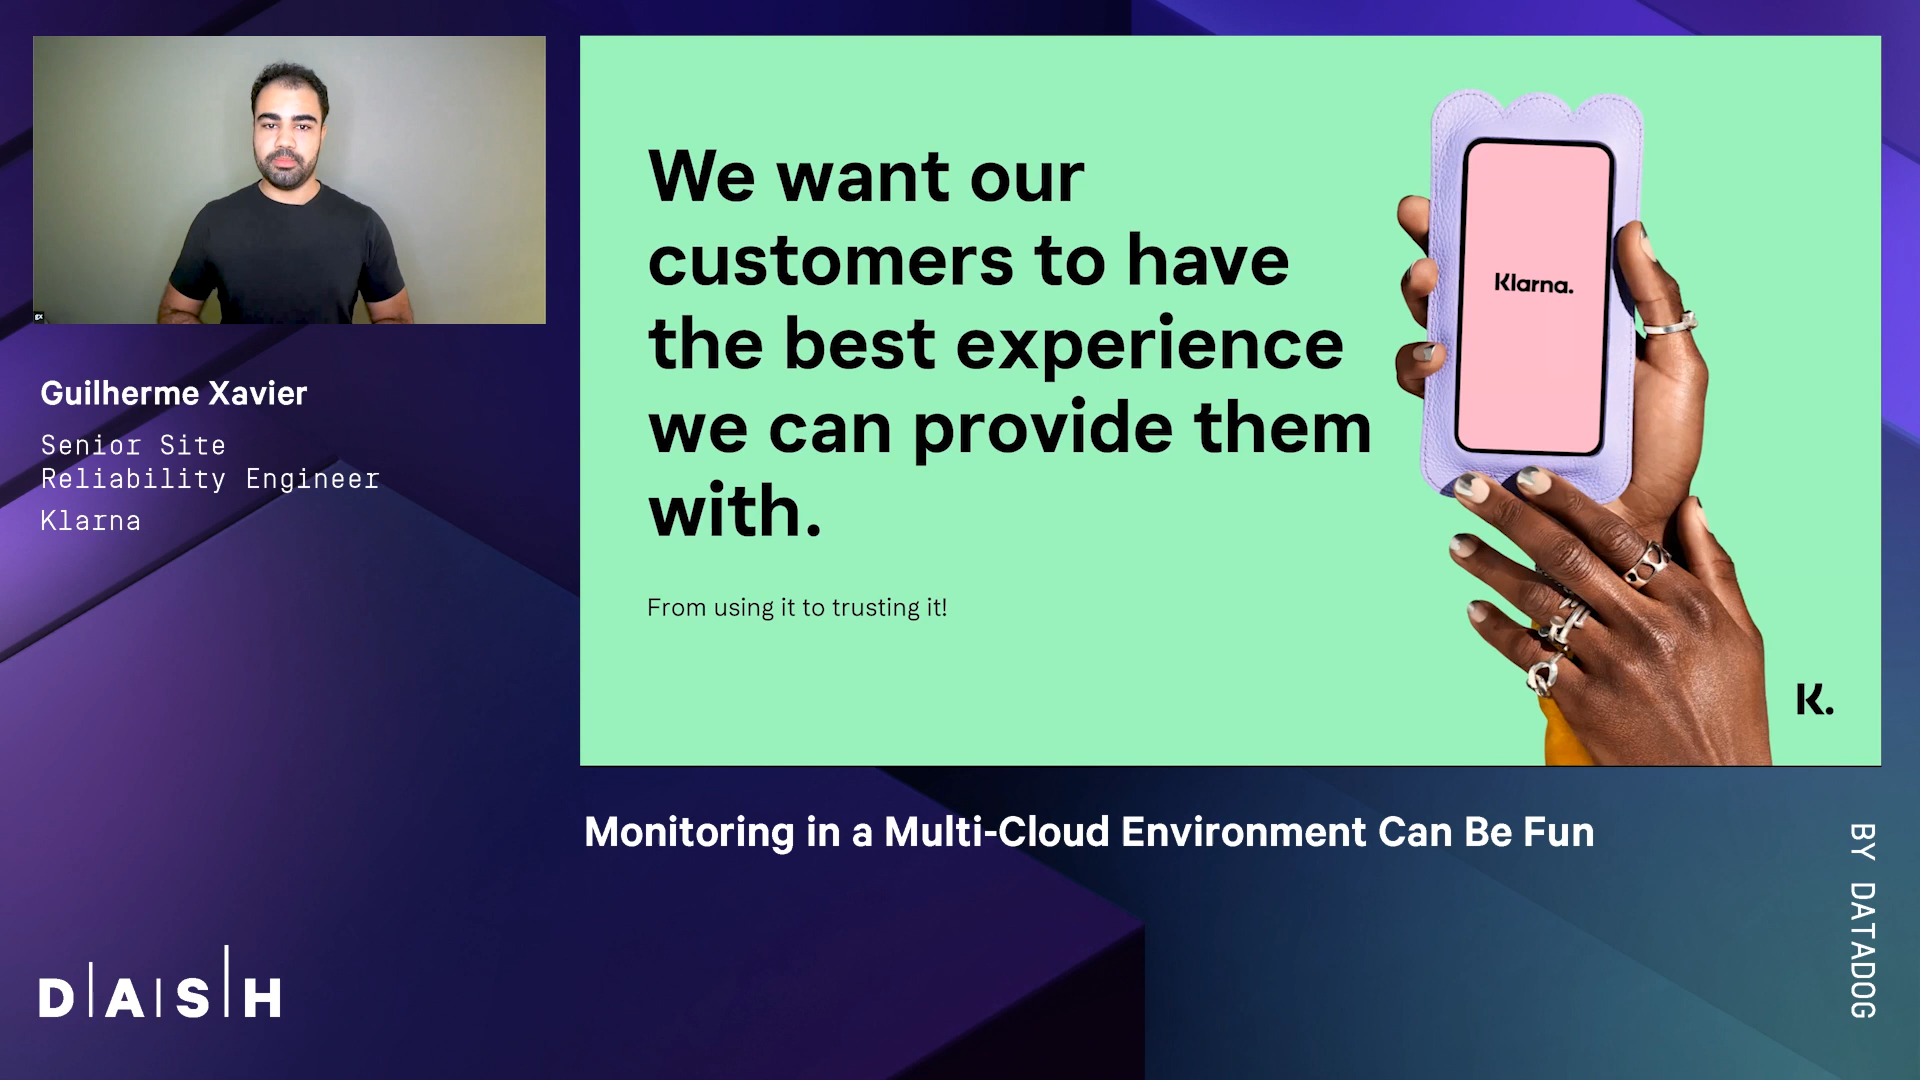 Guilherme Xavier
Senior Site
Reliability Engineer
Klarna
We want our
customers to have
the best experience
we can provide them
with.
From using it to trusting it!
Klarna.
K.
Monitoring in a Multi-Cloud Environment Can Be Fun
DASH
BY DATADOG
gx